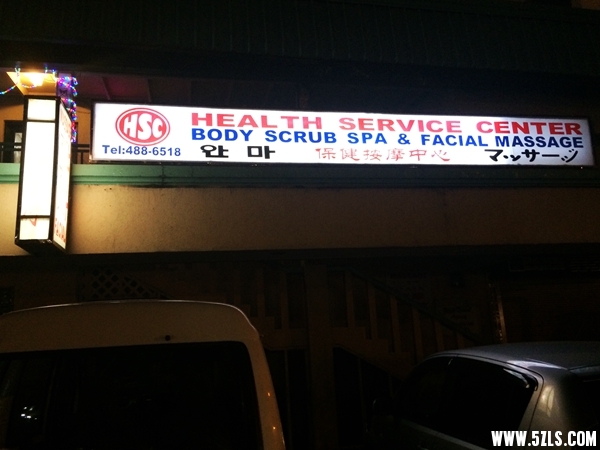 HSC
HEALTH SERVICE CENTER
BODY SCRUB SPA & FACIAL MASSAGE
Tel:488-6518
안마 保健按摩中心 マッサージ
WWW.5ZLS.COM